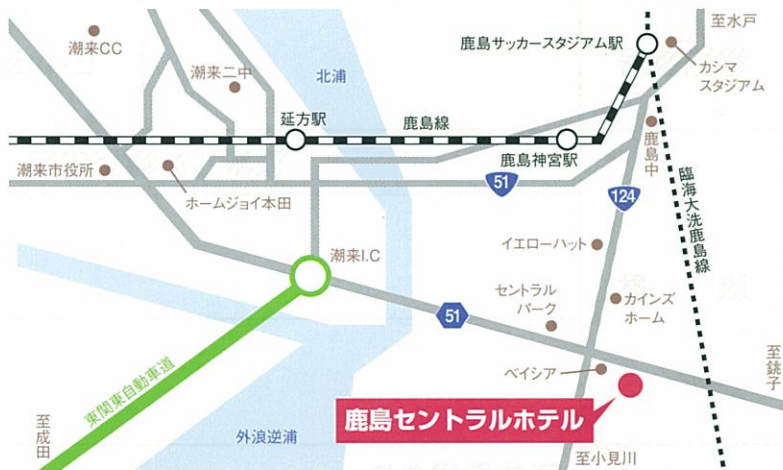 至水戸
潮来CC
鹿島サッカースタジアム駅
カシマ
スタジアム
潮来二中
北浦
延方駅
鹿島線
鹿島中
鹿島神宮駅
潮来市役所
ホームジョイ本田
51
124
臨海大洗鹿島線
潮来I.C
イエローハット
セントラル
パーク
カインズ
ホーム
51
至銚子
東関東自動車道
ベイシア
鹿島セントラルホテル
至成田
外浪逆浦
至小見川